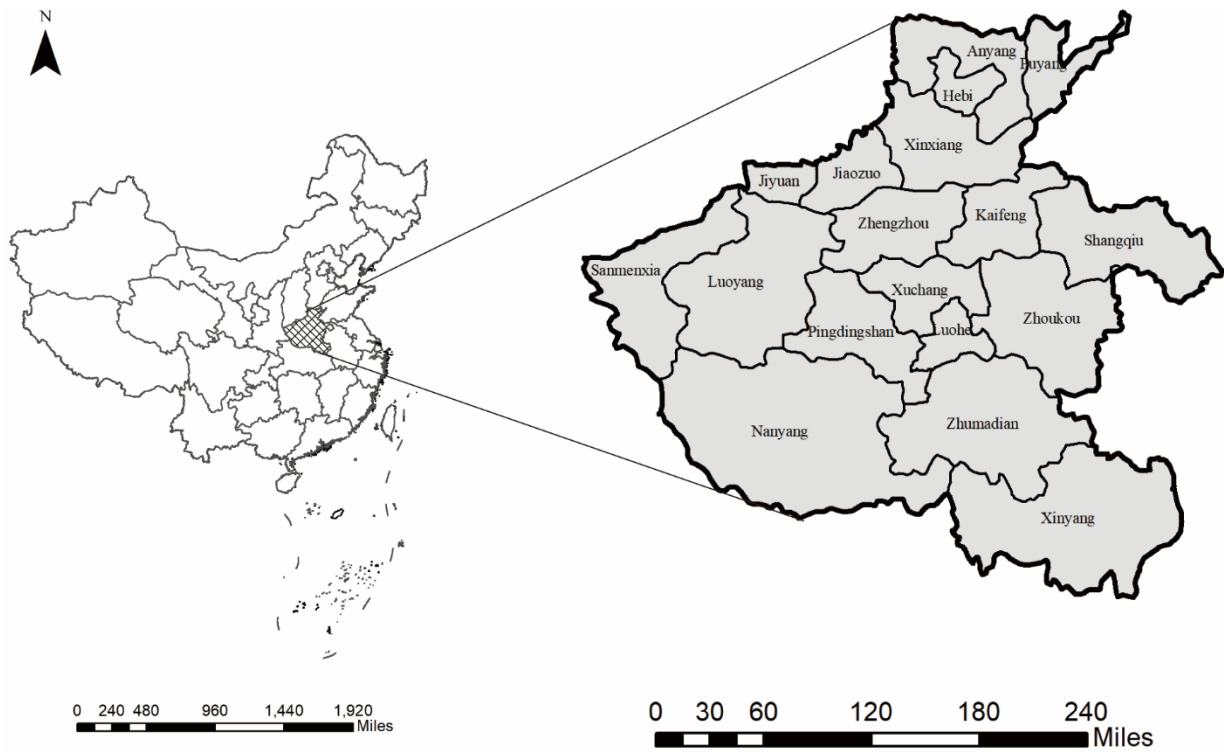 N
Anyang
Puyang
Hebi
Xinxiang
Jiyuan
Jiaozuo
Zhengzhou
Kaifeng
Shangqiu
Sanmenxia
Luoyang
Xuchang
Zhoukou
Pingdingshan
Luohe
Nanyang
Zhumadian
Xinyang
0 240 480 960 1,440 1,920
Miles
0 30 60 120 180 240
Miles